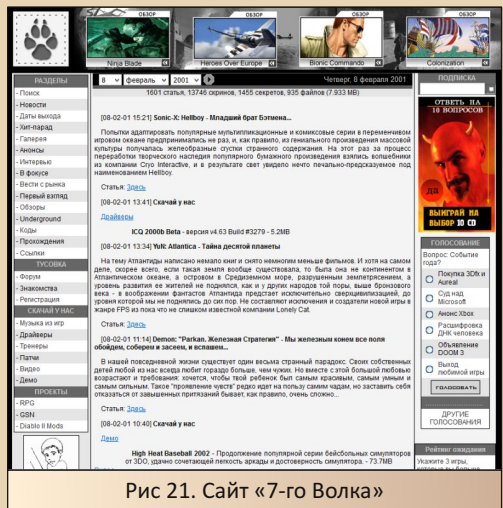 ОБЗОР
Ninja Blade
ОБЗОР
Heroes Over Europe
ОБЗОР
Bionic Commando
ОБЗОР
Colonization
РАЗДЕЛЫ
- Поиск
- Новости
- Даты выхода
- Хит-парад
- Галерея
- Анонсы
- Интервью
- В фокусе
- Вести с рынка
- Первый взгляд
- Обзоры
- Underground
- Коды
- Прохождения
- Ссылки
ТУСОВКА
- Форум
- Знакомства
- Регистрация
СКАЧАЙ У НАС
- Музыка из игр
- Драйверы
- Тренеры
- Патчи
- Видео
- Демо
ПРОЕКТЫ
- RPG
- GSN
- Diablo II Mods
8 февраль 2001
Четверг, 8 февраля 2001
1601 статья, 13746 скринов, 1455 секретов, 935 файлов (7.933 MB)
[08-02-01 15:21] Sonic-X: Hellboy - Младший брат Бэтмена...
Попытки адаптировать популярные мультипликационные и комиксовые серии в переменчивом
игровом океане предпринимались не раз, и, как правило, из гениального произведения массовой
культуры получалась желеобразные сгустки странного содержания. На этот раз за процесс
переработки творческого наследия популярного бумажного произведения взялись волшебники
из компании Cryo Interactive, и в результате свет увидело нечто печально-предсказуемое под
наименованием Hellboy.
Статья: Здесь
[08-02-01 13:41] Скачай у нас
Драйверы
ICQ 2000b Beta - версия v4.63 Build #3279 - 5.2MB
[08-02-01 13:34] YuN: Atlantica - Тайна десятой планеты
На тему Атлантиды написано немало книг и снято немногим меньше фильмов. И хотя на самом
деле, скорее всего, если такая земля вообще существовала, то была она не континентом в
Атлантическом океане, а островом в Средиземном море, разрушенным землетрясением, а
уровень развития ее жителей не поднялся, как и у других народов той поры, выше бронзового
века - в воображении фантастов Атлантида предстает исключительно сверхцивилизацией, до
уровня которой мы не поднялись до сих пор. Не составляют исключения и создатели новой игры в
жанре FPS из пока что не слишком известной компании Lonely Cat.
Статья: Здесь
[08-02-01 11:14] Demon: "Parkan. Железная Стратегия" - Мы железным конем все поля
обойдем, соберем и засеем, и вспашем...
В нашей повседневной жизни существует один весьма странный парадокс. Своих собственных
детей любой из нас всегда любит гораздо больше, чем чужих. Но вместе с этой большой любовью
возрастают и требования: хочется, чтобы твой ребенок был самым красивым, самым умным и
самым сильным. Такое "проявление чувств" редко идет на пользу самим чадам, но заставить себя
отказаться от завышенных притязаний бывает, как правило, очень сложно...
Статья: Здесь
[08-02-01 10:40] Скачай у нас
Демо
High Heat Baseball 2002 - Продолжение популярной серии бейсбольных симуляторов
от 3DO, удачно сочетающей легкость аркады и достоверность симулятора. - 73.7MB
ПОДПИСКА
ОТВЕТЬ НА
10 ВОПРОСОВ
да
ВЫИГРАЙ НА
ВЫБОР 10 CD
ГОЛОСОВАНИЕ
Вопрос: Событие
года?
Покупка 3Dfx и
Aureal
Суд над
Microsoft
Анонс Xbox
Расшифровка
ДНК человека
Объявление
DOOM 3
Выход
любимой игры
ГОЛОСОВАТЬ
ДРУГИЕ
ГОЛОСОВАНИЯ
Рейтинг ожидания
Укажите 3 игры,
Рис 21. Сайт «7-го Волка»